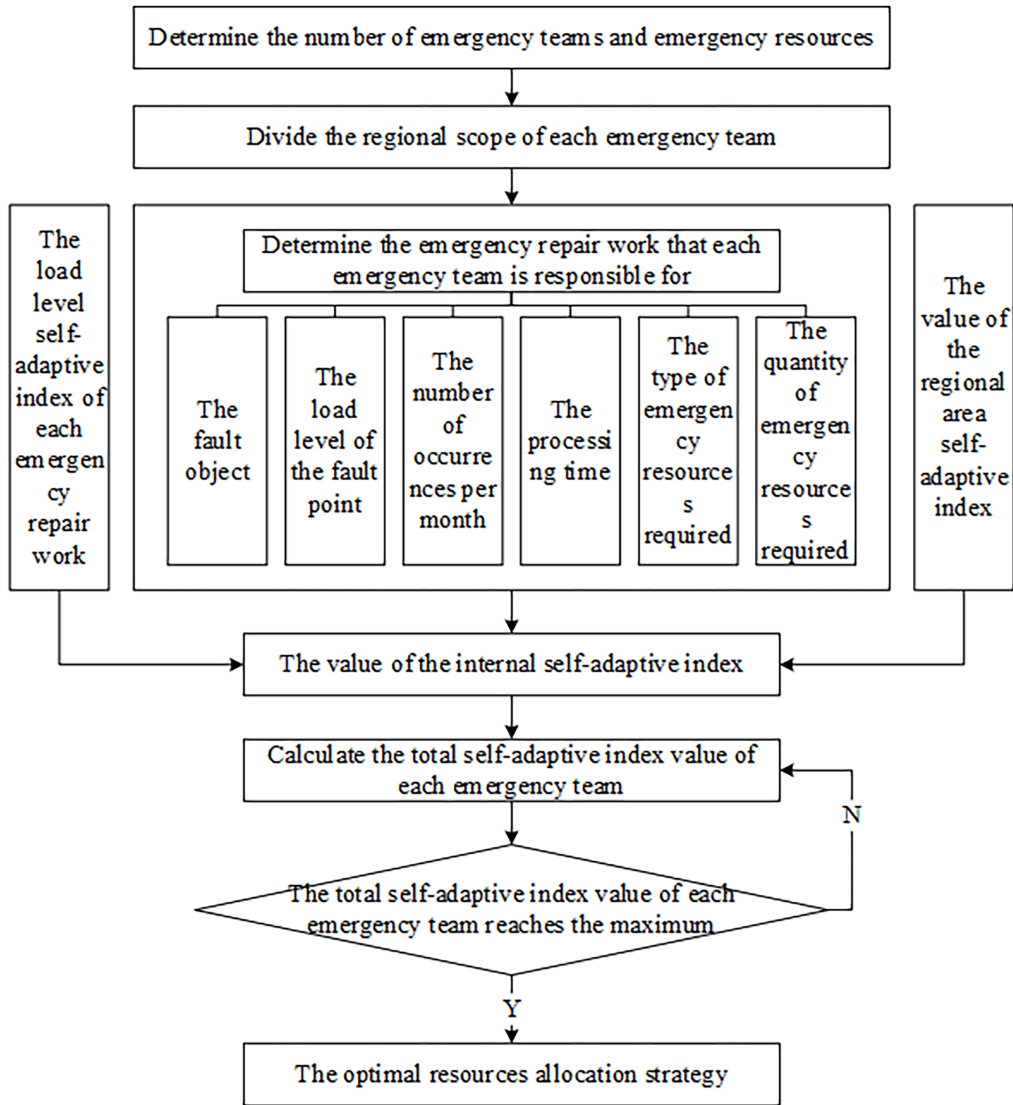 Determine the number of emergency teams and emergency resources
Divide the regional scope of each emergency team
The
load
level
self-
adaptive
index of
each
emergen
cy
repair
work
Determine the emergency repair work that each
emergency team is responsible for
The
fault
object
The
load
level of
the fault
point
The
number
of
occurre
nces per
month
The
processi
ng time
The
type of
emergen
cy
resource
s
required
The
quantity
of
emergen
cy
resource
s
required
The
value of
the
regional
area
self-
adaptive
index
The value of the internal self-adaptive index
Calculate the total self-adaptive index value of
each emergency team
N
The total self-adaptive index value of each
emergency team reaches the maximum
Y
The optimal resources allocation strategy